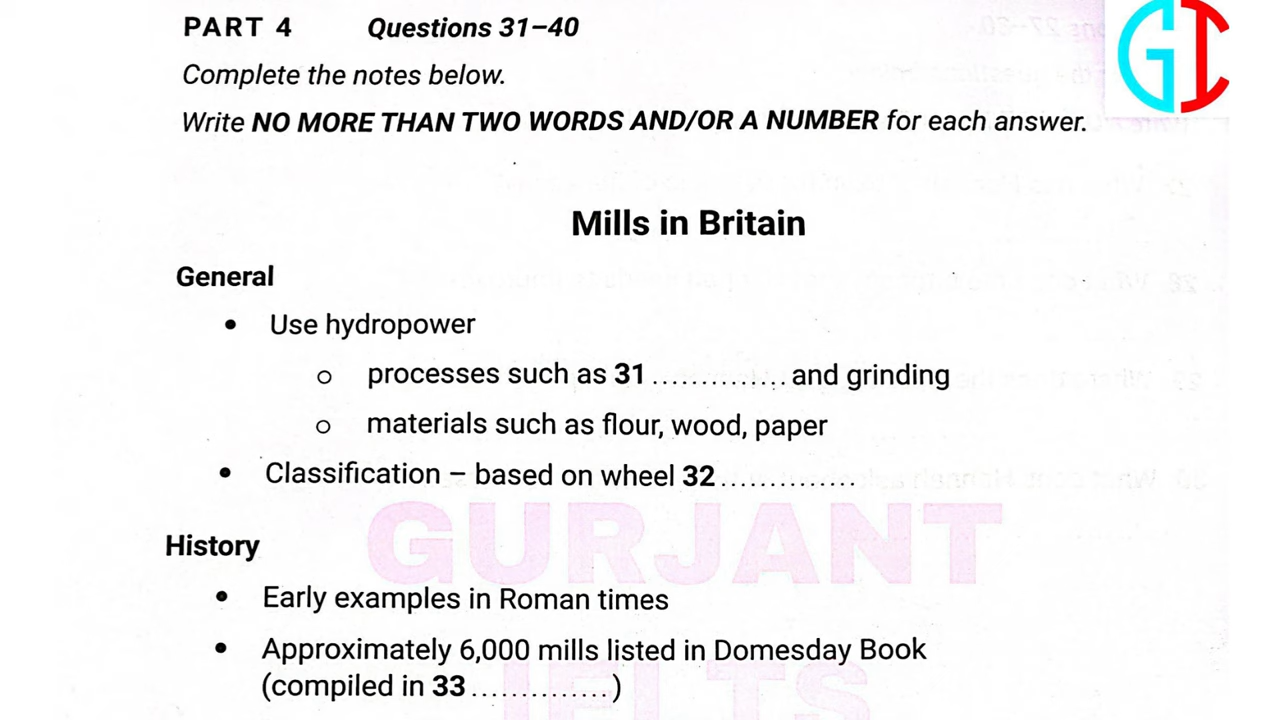 PART 4 Questions 31–40
Complete the notes below.
Write NO MORE THAN TWO WORDS AND/OR A NUMBER for each answer.
Mills in Britain
General
• Use hydropower
o processes such as 31 .............. and grinding
o materials such as flour, wood, paper
• Classification – based on wheel 32 ..............
History
• Early examples in Roman times
• Approximately 6,000 mills listed in Domesday Book
(compiled in 33 ..............)
GURJANT
IELTS
GI